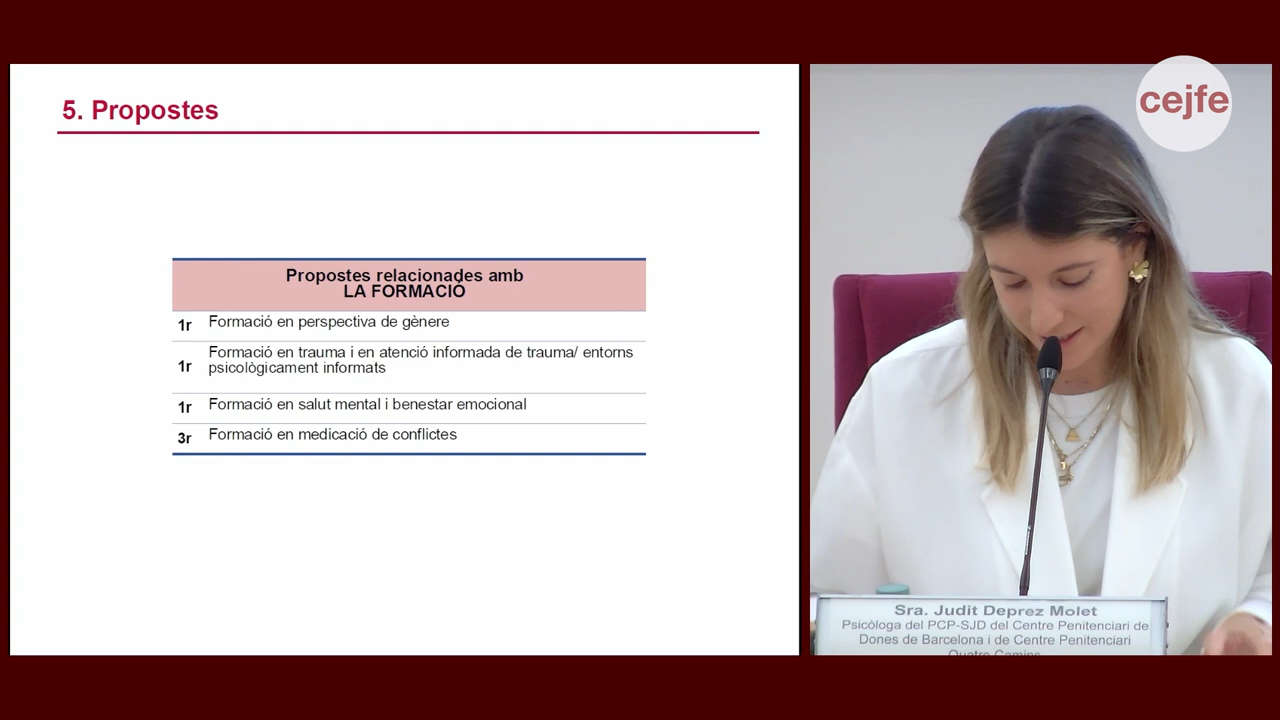 5. Propostes
Propostes relacionades amb
LA FORMACIÓ
1r Formació en perspectiva de gènere
1r Formació en trauma i en atenció informada de trauma/ entorns
psicològicament informats
1r Formació en salut mental i benestar emocional
3r Formació en medicació de conflictes
cejfe
Sra. Judit Deprez Molet
Psicòloga del PCP-SJD del Centre Penitenciari de
Dones de Barcelona i de Centre Penitenciari
Quatre Camins